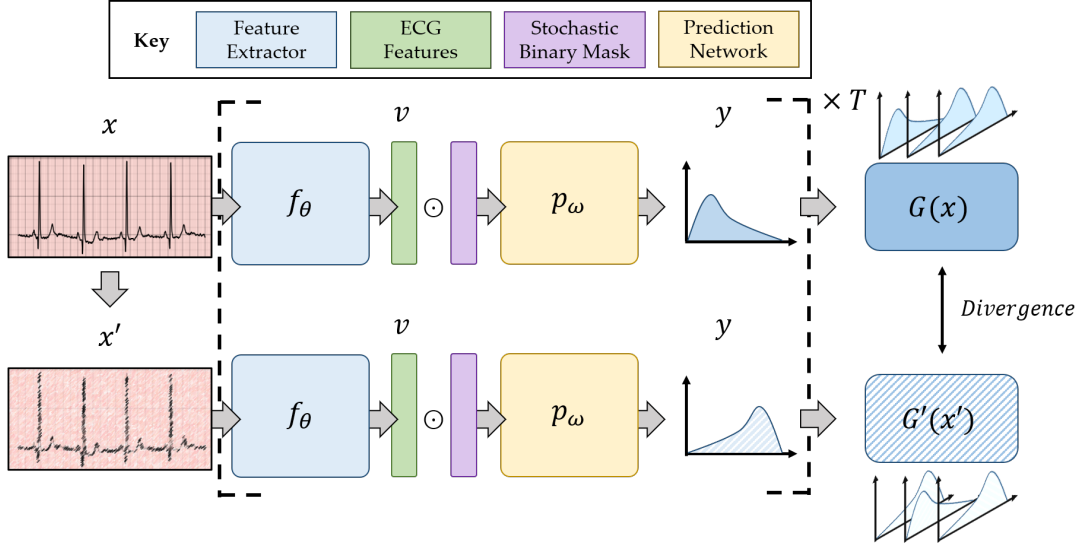 Key
Feature
Extractor
ECG
Features
Stochastic
Binary Mask
Prediction
Network
x
v
y
× T
f_θ
⊙
p_ω
G(x)
Divergence
x′
v
y
f_θ
⊙
p_ω
G′(x′)